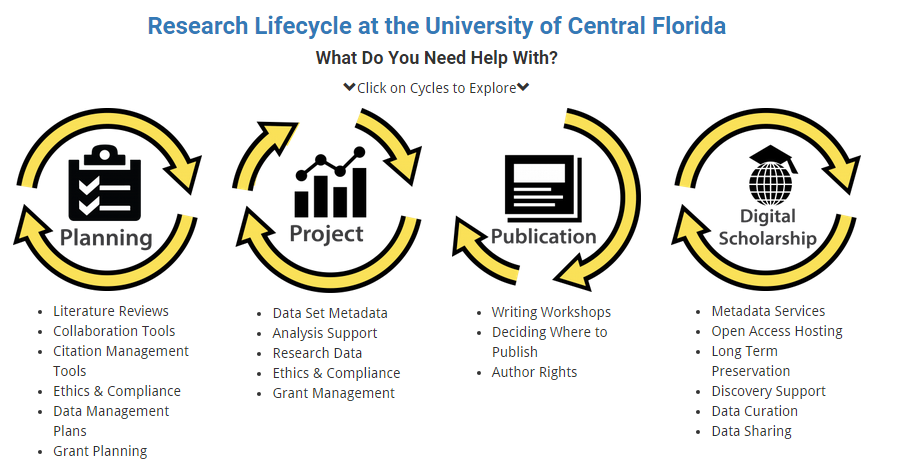 Research Lifecycle at the University of Central Florida
What Do You Need Help With?
Click on Cycles to Explore
Planning
Literature Reviews
Collaboration Tools
Citation Management
Tools
Ethics & Compliance
Data Management
Plans
Grant Planning
Project
Data Set Metadata
Analysis Support
Research Data
Ethics & Compliance
Grant Management
Publication
Writing Workshops
Deciding Where to
Publish
Author Rights
Digital
Scholarship
Metadata Services
Open Access Hosting
Long Term
Preservation
Discovery Support
Data Curation
Data Sharing